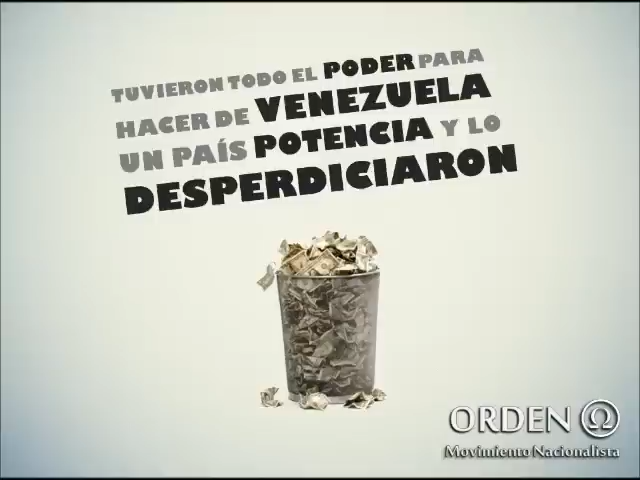 TUVIERON TODO EL PODER PARA
HACER DE VENEZUELA
UN PAÍS POTENCIA Y LO
DESPERDICIARON
ORDEN Ω
Movimiento Nacionalista